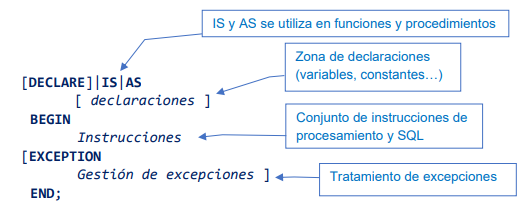 IS y AS se utiliza en funciones y procedimientos
Zona de declaraciones
(variables, constantes…)
[DECLARE]|IS|AS
[ declaraciones ]
BEGIN
Conjunto de instrucciones de
procesamiento y SQL
Instrucciones
[EXCEPTION
Gestión de excepciones ]
Tratamiento de excepciones
END;